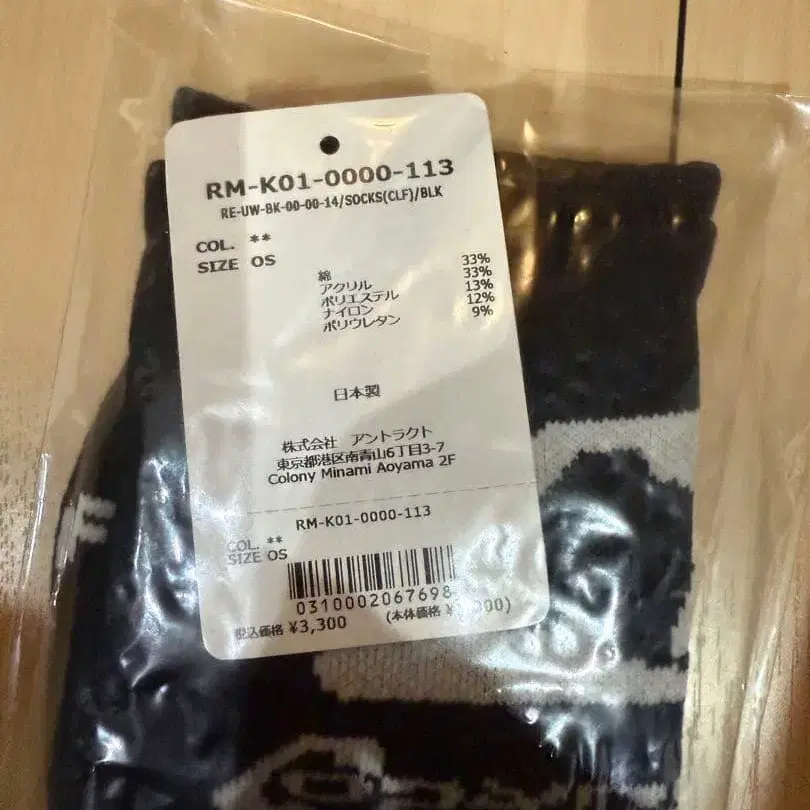 RM-K01-0000-113
RE-UW-BK-00-00-14/SOCKS(CLF)/BLK
COL. **
SIZE OS
綿 33%
アクリル 33%
ポリエステル 13%
ナイロン 12%
ポリウレタン 9%
日本製
株式会社 アントラクト
東京都港区南青山6丁目3-7
Colony Minami Aoyama 2F
RM-K01-0000-113
COL. **
SIZE OS
0310002067698
税込価格 ¥3,300 (本体価格 ¥